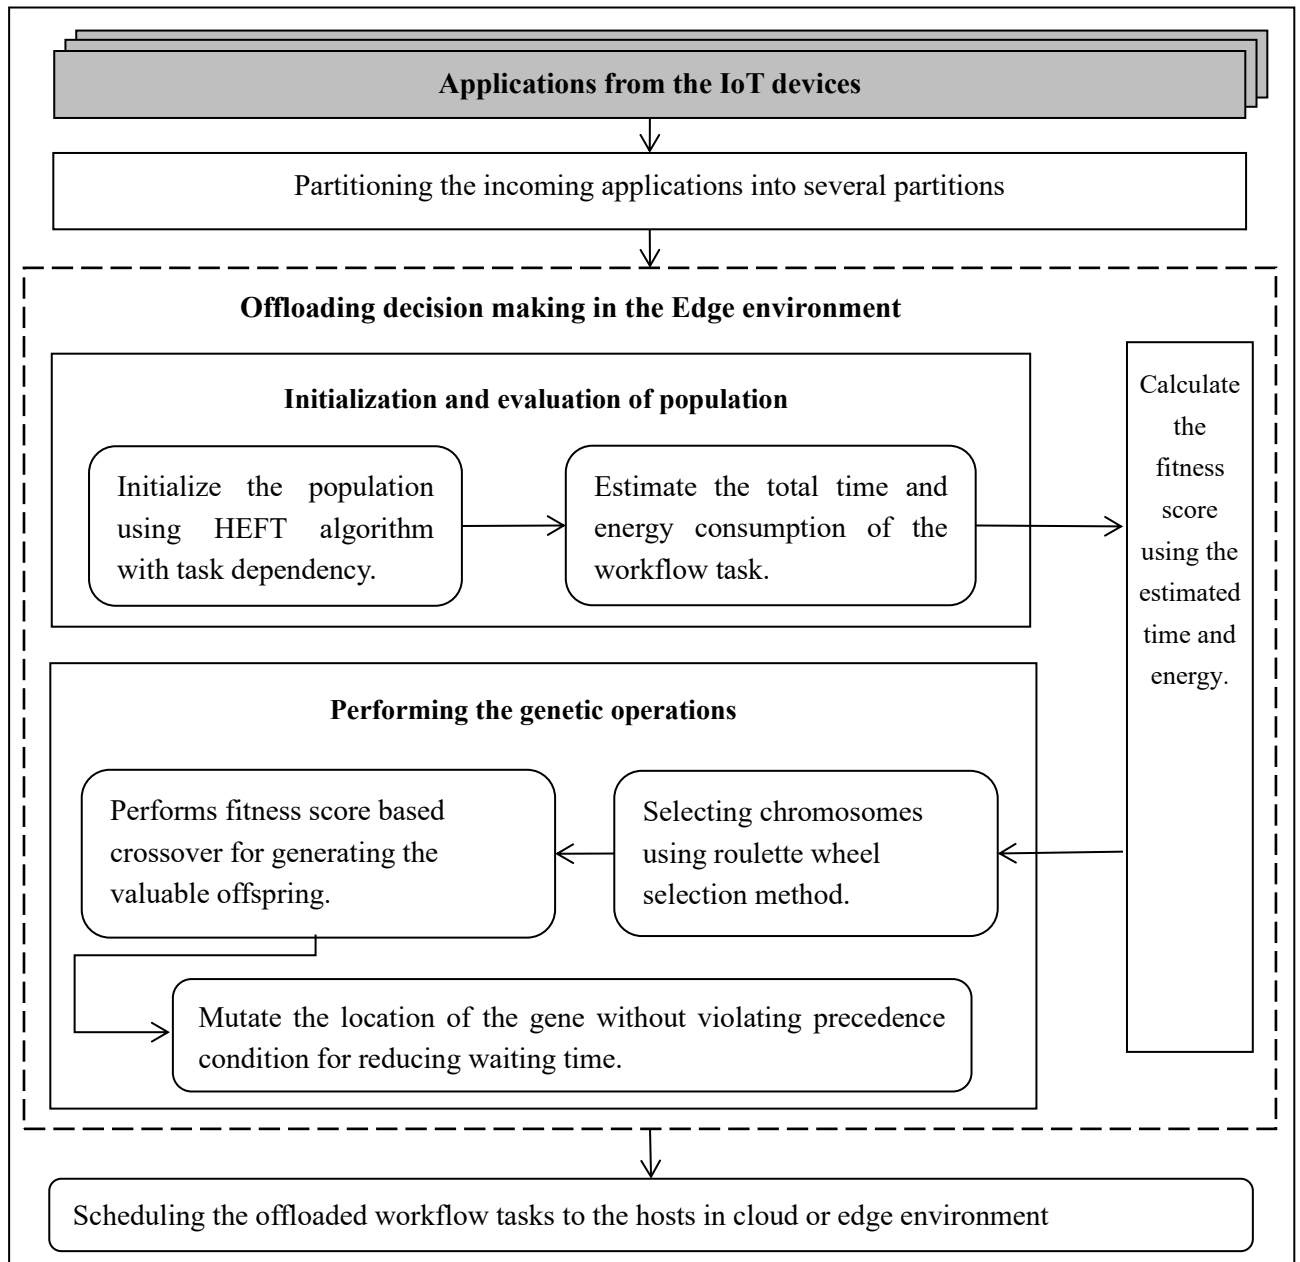 Applications from the IoT devices
Partitioning the incoming applications into several partitions
Offloading decision making in the Edge environment
Initialization and evaluation of population
Initialize the population
using HEFT algorithm
with task dependency.
Estimate the total time and
energy consumption of the
workflow task.
Calculate
the
fitness
score
using the
estimated
time and
energy.
Performing the genetic operations
Performs fitness score based
crossover for generating the
valuable offspring.
Selecting chromosomes
using roulette wheel
selection method.
Mutate the location of the gene without violating precedence
condition for reducing waiting time.
Scheduling the offloaded workflow tasks to the hosts in cloud or edge environment